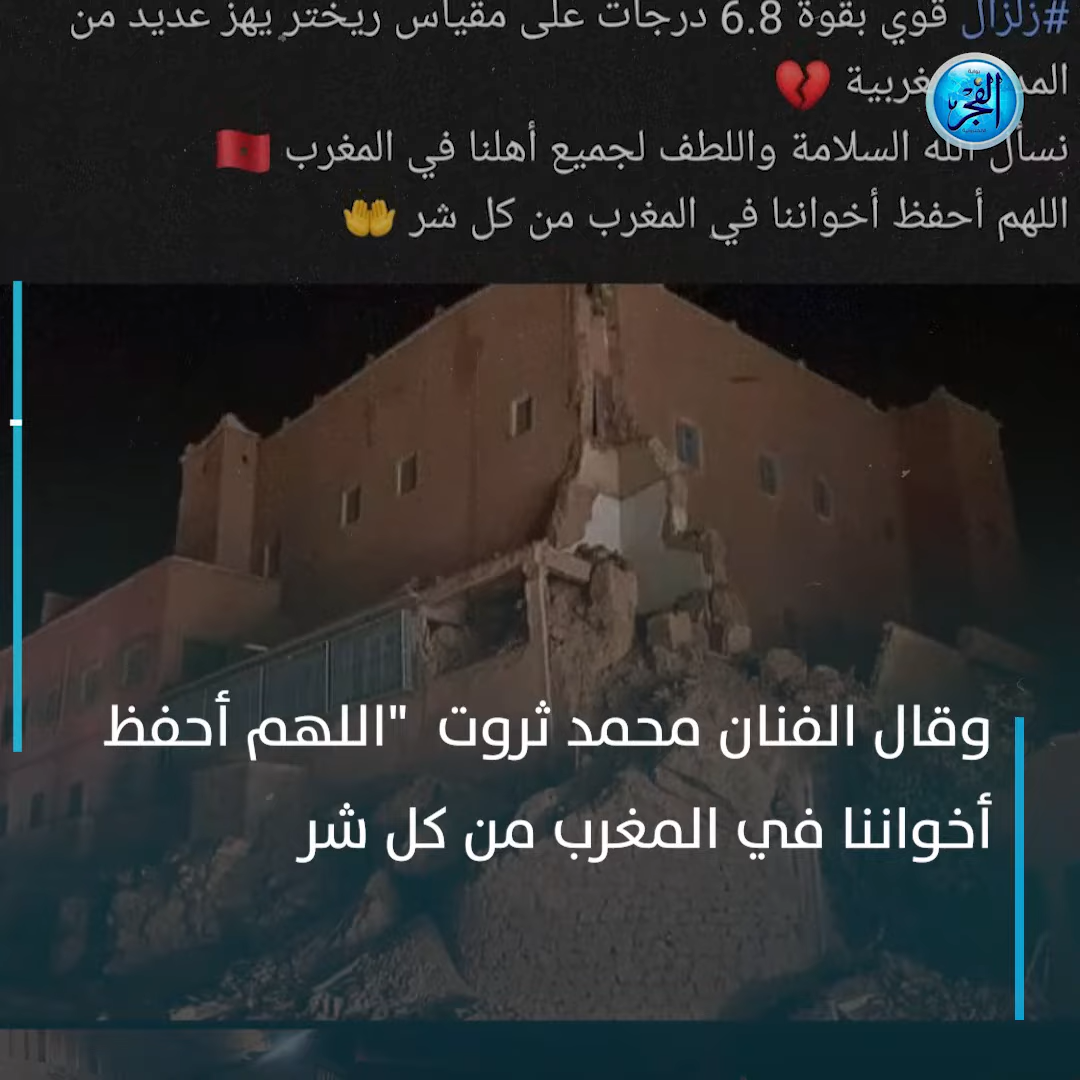 #زلزال قوي بقوة 6.8 درجات على مقياس ريختر يهز عديد من
نسأل الله السلامة واللطف لجميع أهلنا في المغرب
اللهم أحفظ أخواننا في المغرب من كل شر
الفجر
وقال الفنان محمد ثروت "اللهم أحفظ
أخواننا في المغرب من كل شر